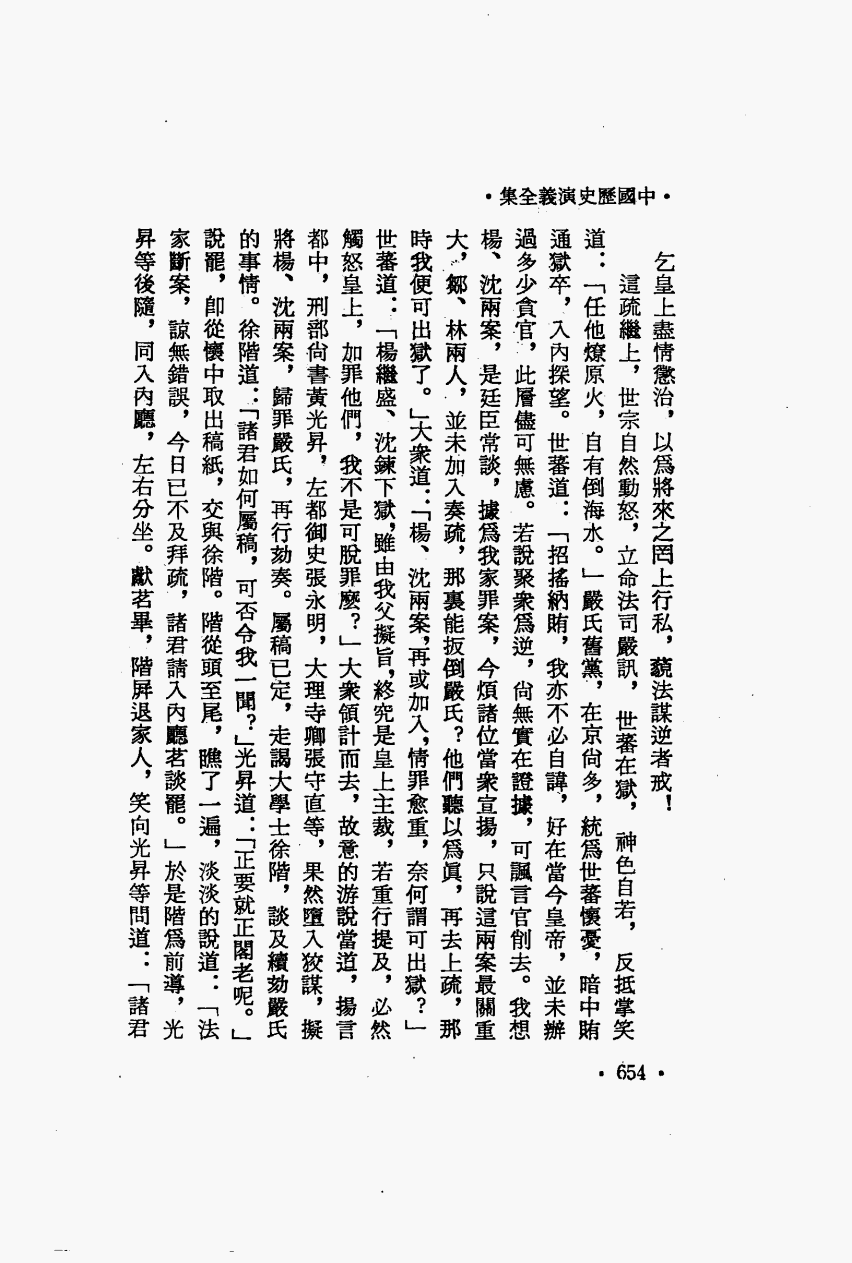 •中國歷史演義全集•
乞皇上盡情懲治，以爲將來之罔上行私，藐法謀逆者戒！
這疏繼上，世宗自然動怒，立命法司嚴訊，世蕃在獄，神色自若，反抵掌笑
道：「任他燎原火，自有倒海水。」嚴氏舊黨，在京尙多，統爲世蕃懷憂，暗中賄
通獄卒，入內探望。世蕃道：「招搖納賄，我亦不必自諱，好在當今皇帝，並未辦
過多少貪官，此層儘可無慮。若說聚衆爲逆，尙無實在證據，可諷言官削去。我想
楊、沈兩案，是廷臣常談，據爲我家罪案，今煩諸位當衆宣揚，只說這兩案最關重
大，鄒、林兩人，並未加入奏疏，那裏能扳倒嚴氏？他們聽以爲眞，再去上疏，那
時我便可出獄了。」大衆道：「楊、沈兩案，再或加入，情罪愈重，奈何謂可出獄？」
世蕃道：「楊繼盛、沈鍊下獄，雖由我父擬旨，終究是皇上主裁，若重行提及，必然
觸怒皇上，加罪他們，我不是可脫罪麼？」大衆領計而去，故意的游說當道，揚言
都中，刑部尙書黃光昇，左都御史張永明，大理寺卿張守直等，果然墮入狡謀，擬
將楊、沈兩案，歸罪嚴氏，再行劾奏。屬稿已定，走謁大學士徐階，談及續劾嚴氏
的事情。徐階道：「諸君如何屬稿，可否令我一聞？」光昇道：「正要就正閣老呢。」
說罷，卽從懷中取出稿紙，交與徐階。階從頭至尾，瞧了一遍，淡淡的說道：「法
家斷案，諒無錯誤，今日已不及拜疏，諸君請入內廳茗談罷。」於是階爲前導，光
昇等後隨，同入內廳，左右分坐。獻茗畢，階屏退家人，笑向光昇等問道：「諸君
•654•